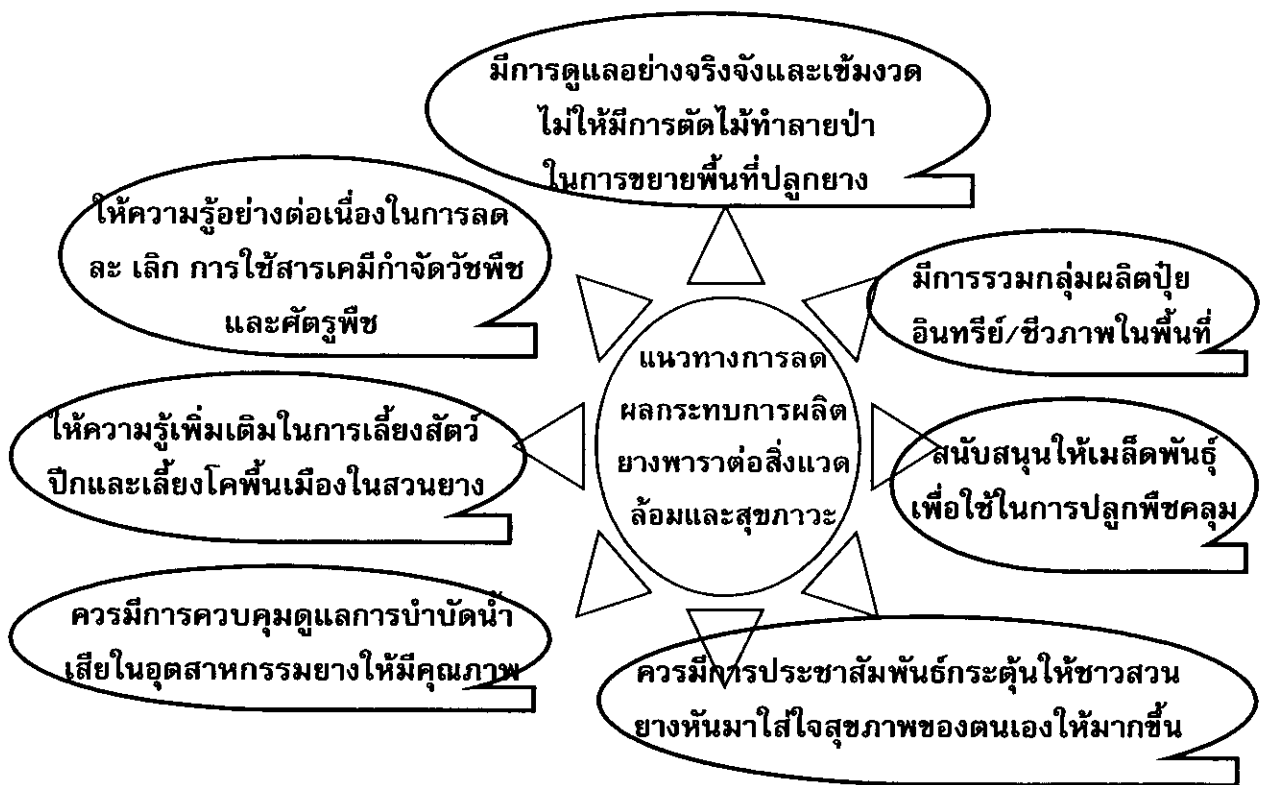 มีการดูแลอย่างจริงจังและเข้มงวด
ไม่ให้มีการตัดไม้ทำลายป่า
ในการขยายพื้นที่ปลูกยาง
ให้ความรู้อย่างต่อเนื่องในการลด
ละ เลิก การใช้สารเคมีกำจัดวัชพืช
และศัตรูพืช
มีการรวมกลุ่มผลิตปุ๋ย
อินทรีย์/ชีวภาพในพื้นที่
แนวทางการลด
ผลกระทบการผลิต
ยางพาราต่อสิ่งแวด
ล้อมและสุขภาวะ
ให้ความรู้เพิ่มเติมในการเลี้ยงสัตว์
ปีกและเลี้ยงโคพื้นเมืองในสวนยาง
สนับสนุนให้เมล็ดพันธุ์
เพื่อใช้ในการปลูกพืชคลุม
ควรมีการควบคุมดูแลการบำบัดน้ำ
เสียในอุตสาหกรรมยางให้มีคุณภาพ
ควรมีการประชาสัมพันธ์กระตุ้นให้ชาวสวน
ยางหันมาใส่ใจสุขภาพของตนเองให้มากขึ้น